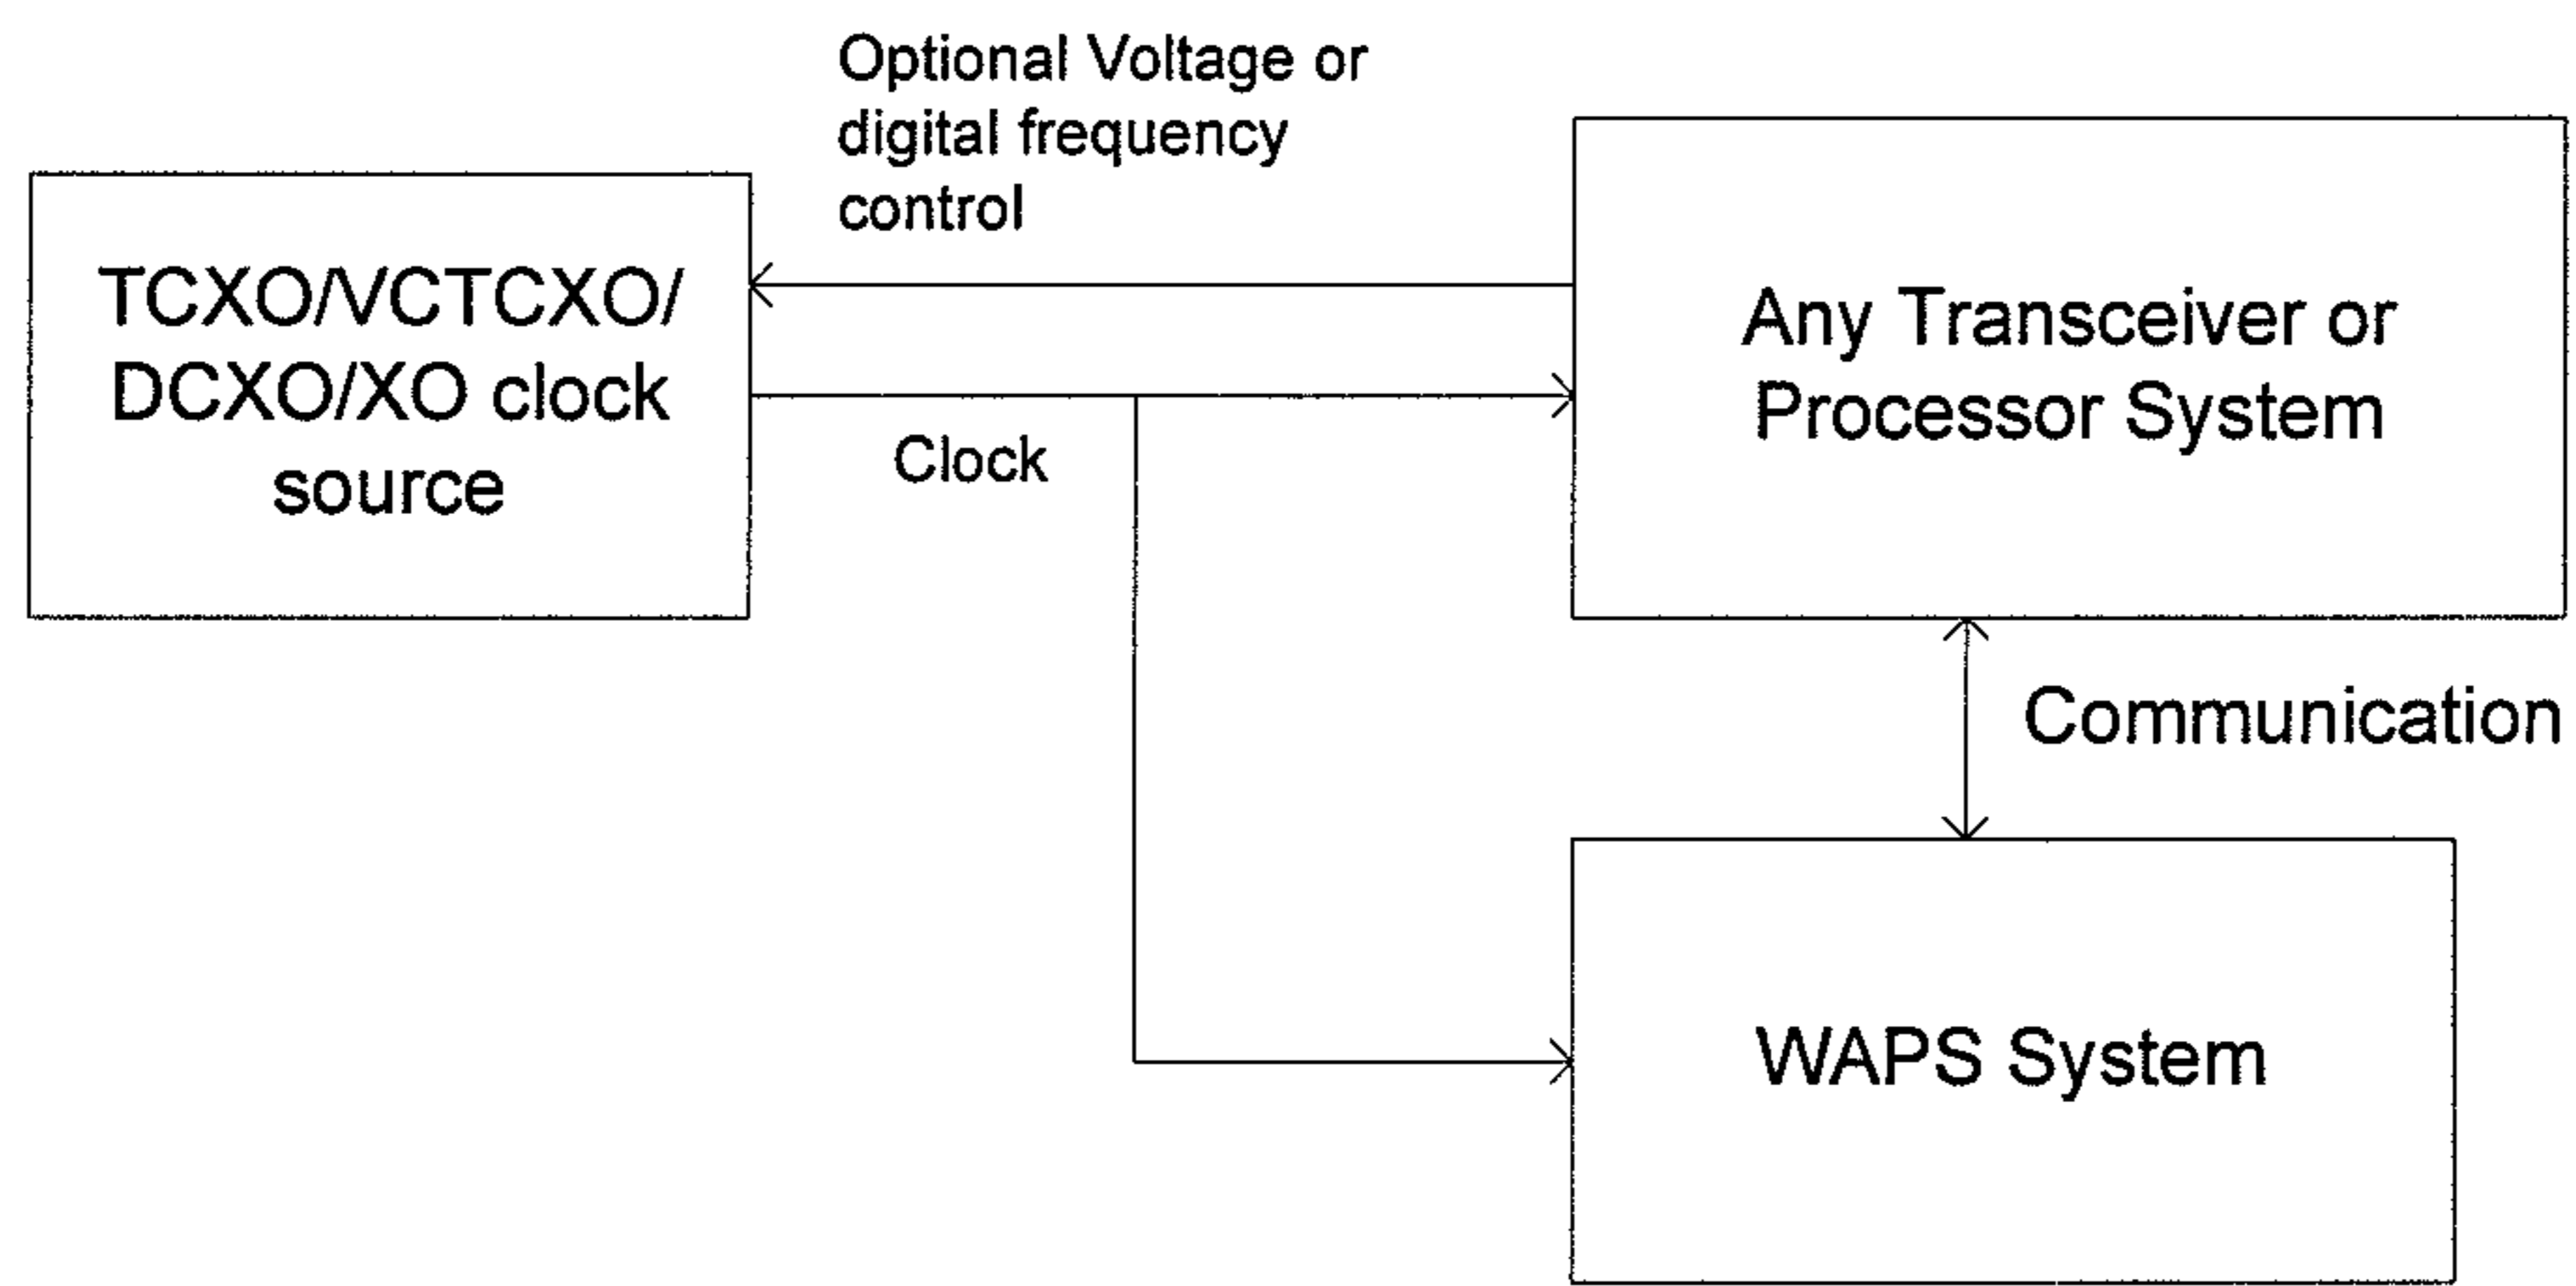 Optional Voltage or
digital frequency
control
TCXO/VCTCXO/
DCXO/XO clock
source
Clock
Any Transceiver or
Processor System
Communication
WAPS System